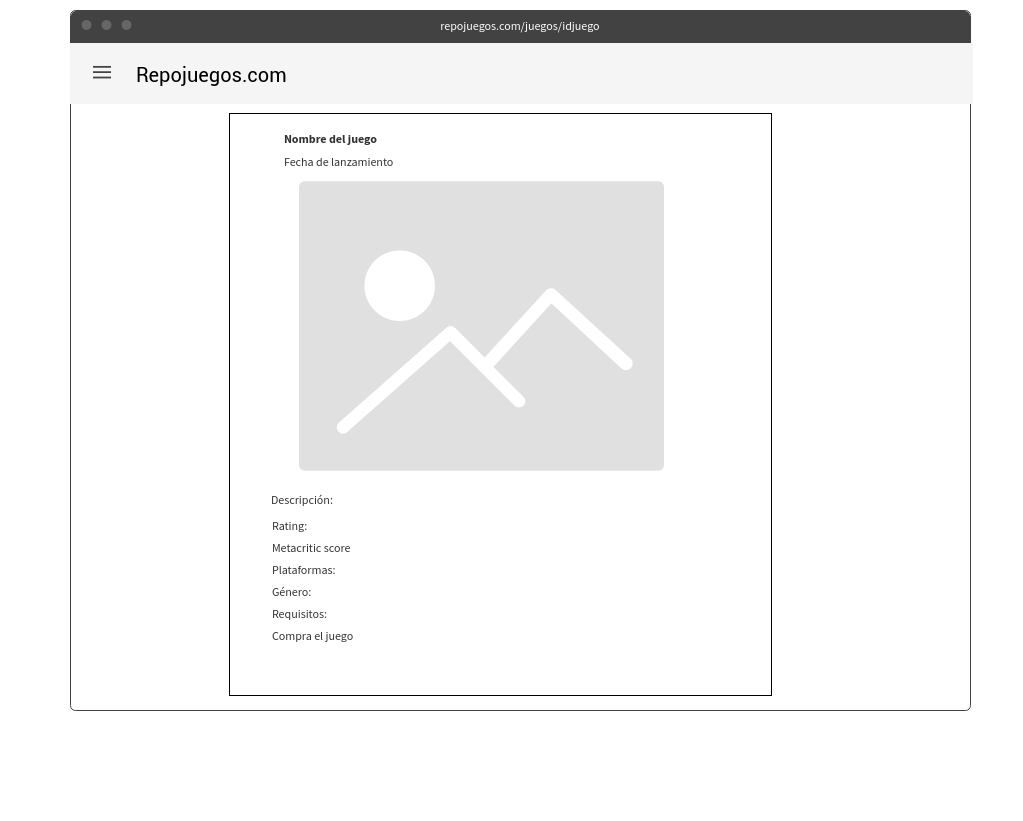 repojuegos.com/juegos/idjuego
Repojuegos.com
Nombre del juego
Fecha de lanzamiento
Descripción:
Rating:
Metacritic score
Plataformas:
Género:
Requisitos:
Compra el juego